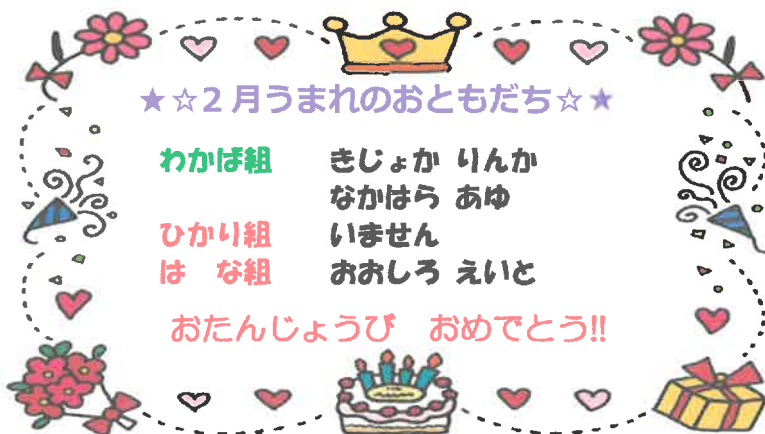 ★☆2月うまれのおともだち☆★
わかば組　きじょか りんか
なかはら あゆ
ひかり組　いません
は　な組　おおしろ えいと
おたんじょうび　おめでとう!!